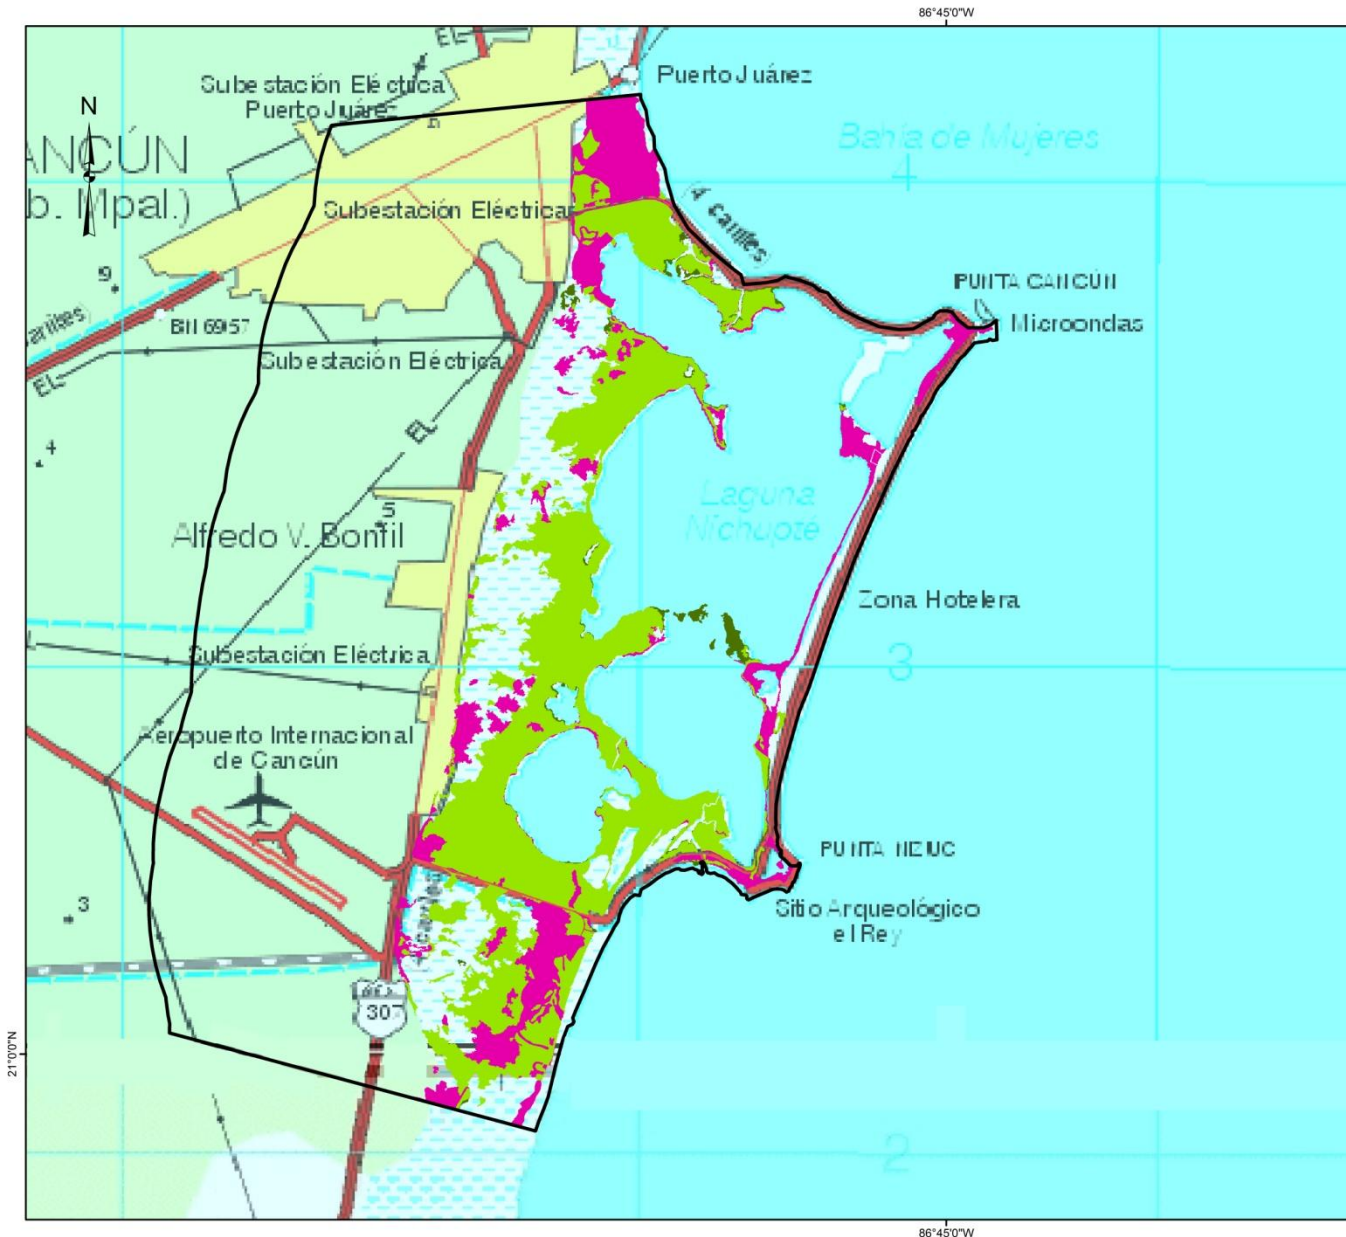 86°45'0"W
EL
Puerto Juárez
Subestación Eléctrica
Puerto Juárez
N
Bahía de Mujeres
ANCÚN
b. Mpal.)
4
Subestación Eléctrica
(4 carriles)
9
PUNTA CANCÚN
Microondas
BM 6957
Subestación Eléctrica
EL
EL
4
Laguna
Nichupté
5
Alfredo V. Bonfil
Zona Hotelera
3
Subestación Eléctrica
Aeropuerto Internacional
de Cancún
PUNTA NIZUC
3
Sitio Arqueológico
el Rey
307
21°0'0"N
2
86°45'0"W